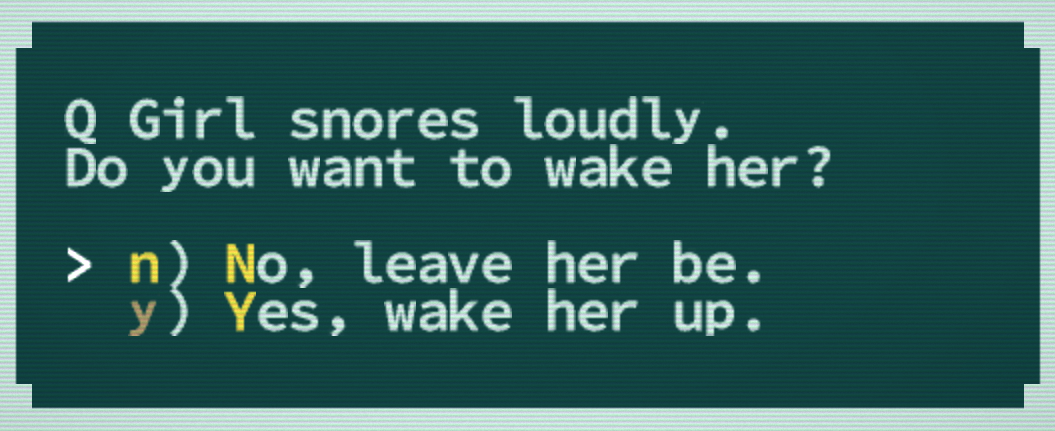 Q Girl snores loudly.
Do you want to wake her?
> n) No, leave her be.
y) Yes, wake her up.